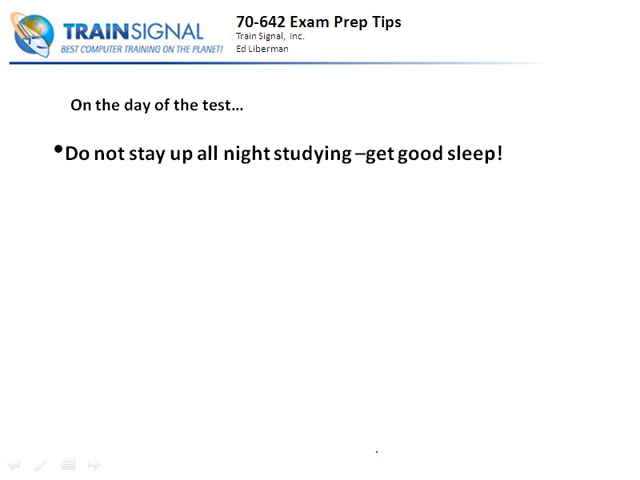 TRAINSIGNAL
BEST COMPUTER TRAINING ON THE PLANET!
70-642 Exam Prep Tips
Train Signal, Inc.
Ed Liberman
On the day of the test…
•Do not stay up all night studying –get good sleep!